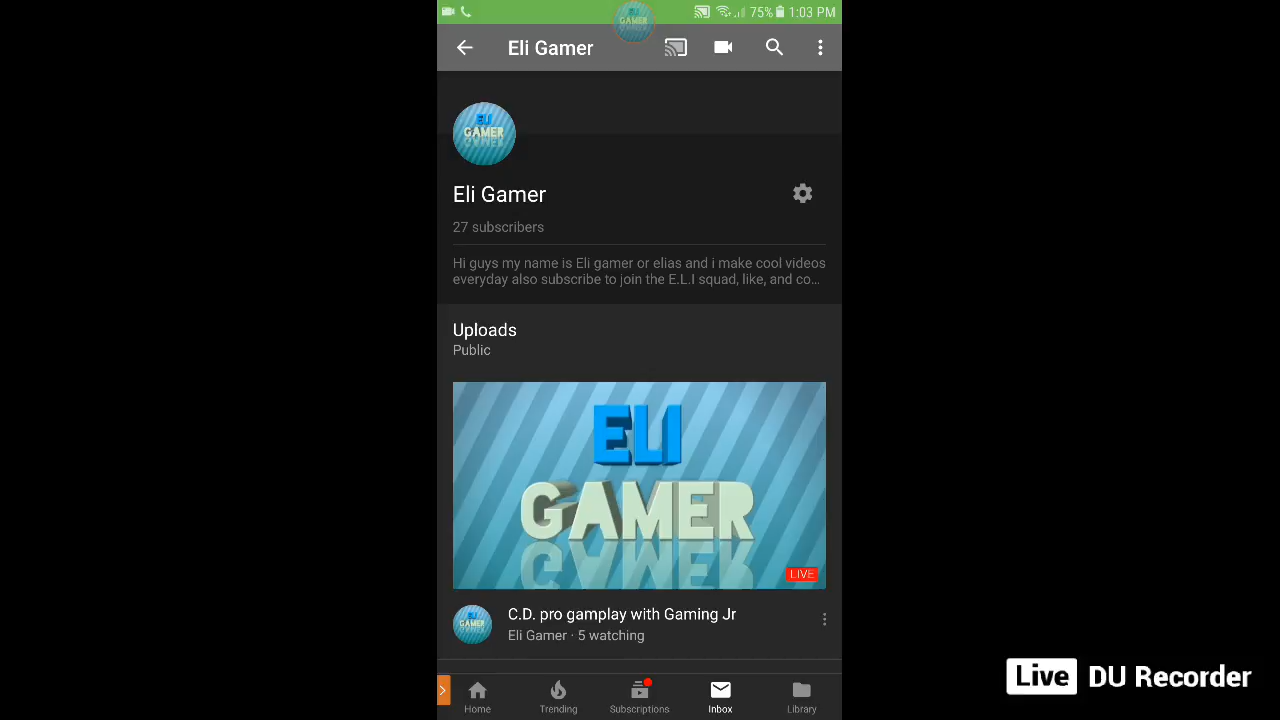 75% 1:03 PM
Eli Gamer
ELI
GAMER
Eli Gamer
27 subscribers
Hi guys my name is Eli gamer or elias and i make cool videos
everyday also subscribe to join the E.L.I squad, like, and co...
Uploads
Public
ELI
GAMER
LIVE
C.D. pro gamplay with Gaming Jr
Eli Gamer · 5 watching
Home Trending Subscriptions Inbox Library
Live DU Recorder